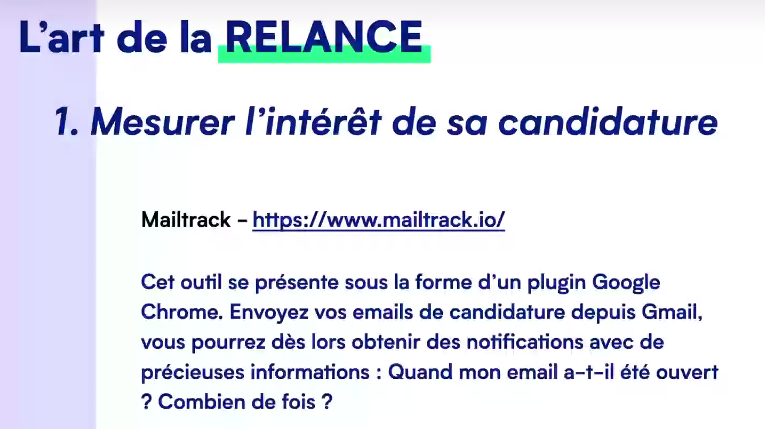 L’art de la RELANCE
1. Mesurer l’intérêt de sa candidature
Mailtrack - https://www.mailtrack.io/
Cet outil se présente sous la forme d’un plugin Google
Chrome. Envoyez vos emails de candidature depuis Gmail,
vous pourrez dès lors obtenir des notifications avec de
précieuses informations : Quand mon email a-t-il été ouvert
? Combien de fois ?